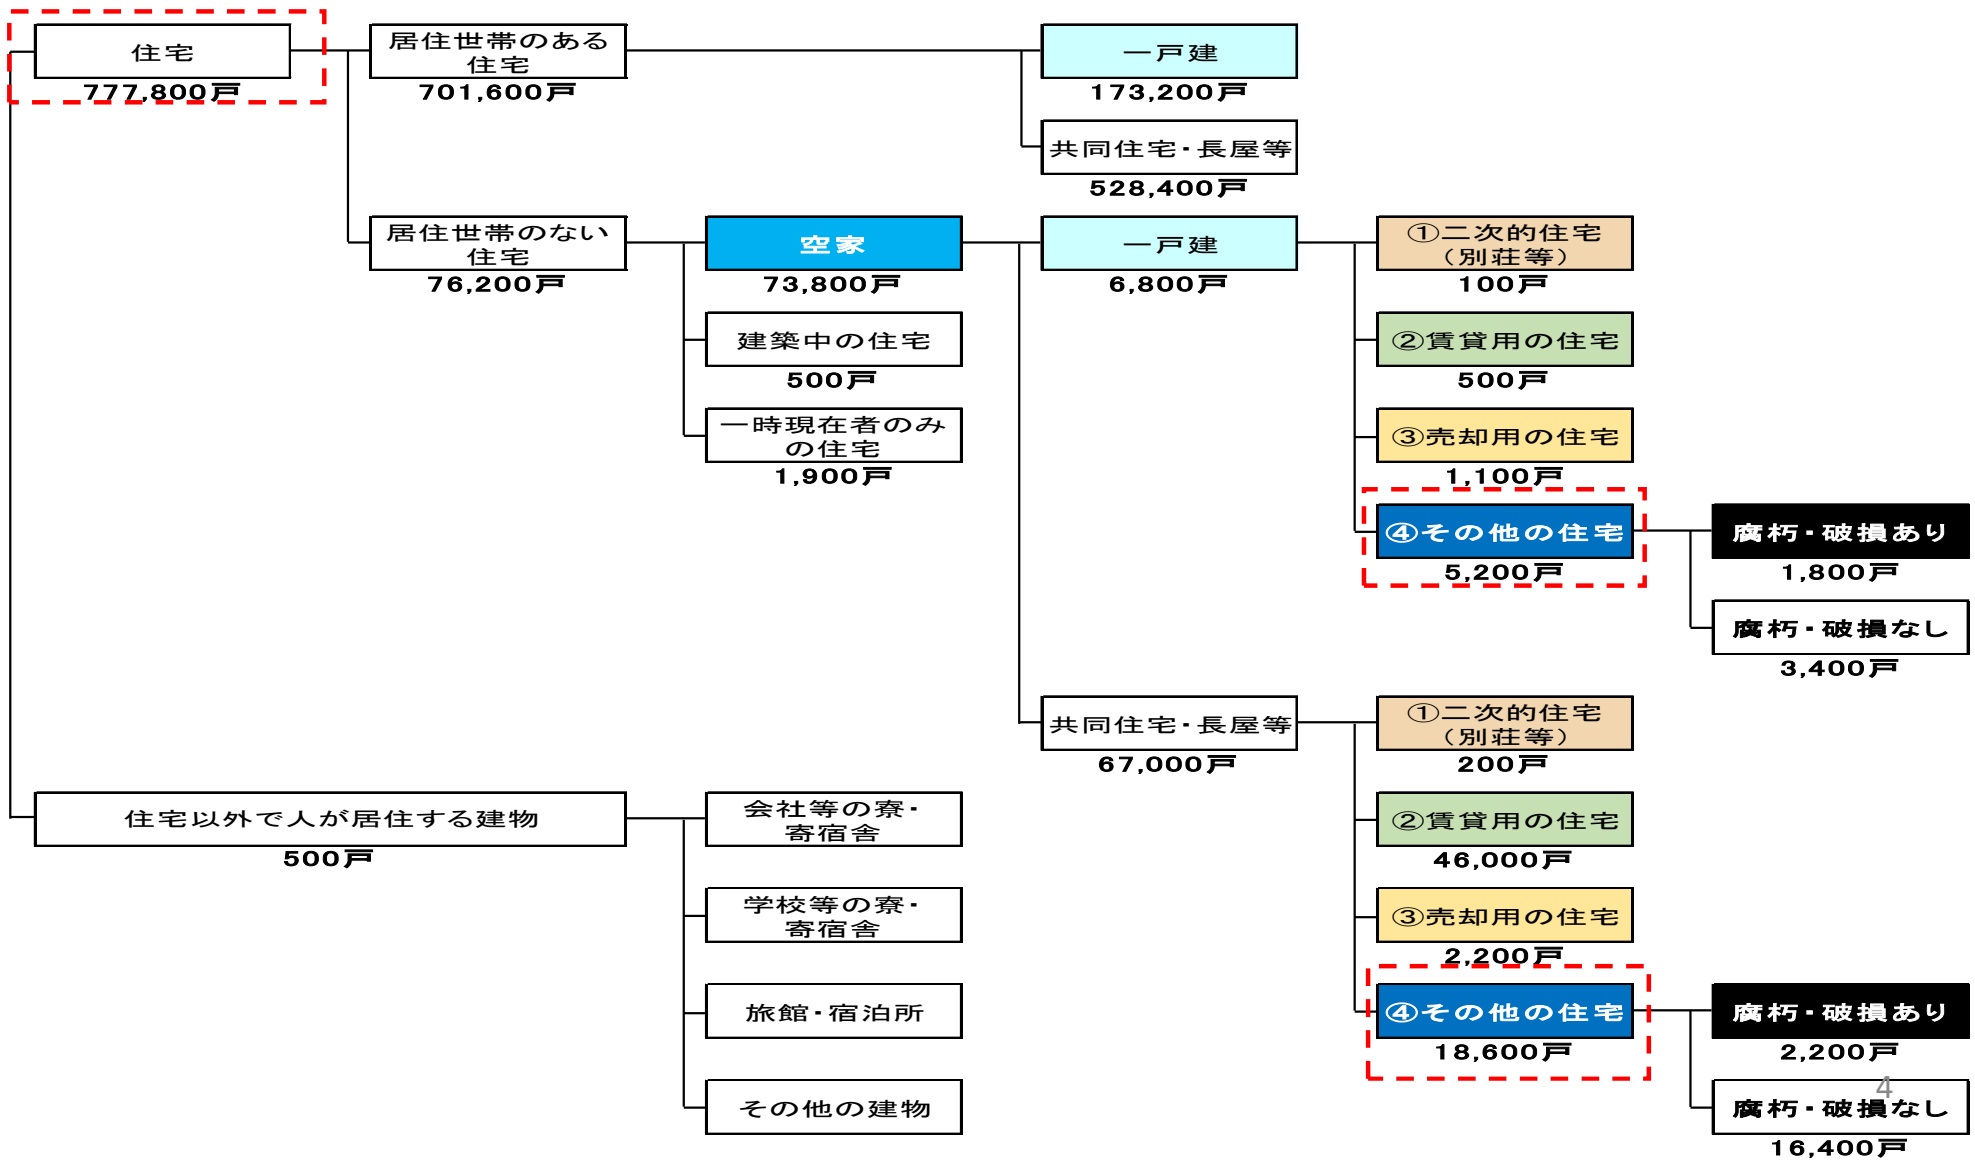 住宅
777,800戸
居住世帯のある
住宅
701,600戸
一戸建
173,200戸
共同住宅・長屋等
528,400戸
居住世帯のない
住宅
76,200戸
空家
73,800戸
建築中の住宅
500戸
一時現在者のみ
の住宅
1,900戸
一戸建
6,800戸
①二次的住宅
（別荘等）
100戸
②賃貸用の住宅
500戸
③売却用の住宅
1,100戸
④その他の住宅
5,200戸
腐朽・破損あり
1,800戸
腐朽・破損なし
3,400戸
共同住宅・長屋等
67,000戸
①二次的住宅
（別荘等）
200戸
②賃貸用の住宅
46,000戸
③売却用の住宅
2,200戸
④その他の住宅
18,600戸
腐朽・破損あり
2,200戸
腐朽・破損なし
16,400戸
住宅以外で人が居住する建物
500戸
会社等の寮・
寄宿舎
学校等の寮・
寄宿舎
旅館・宿泊所
その他の建物
4